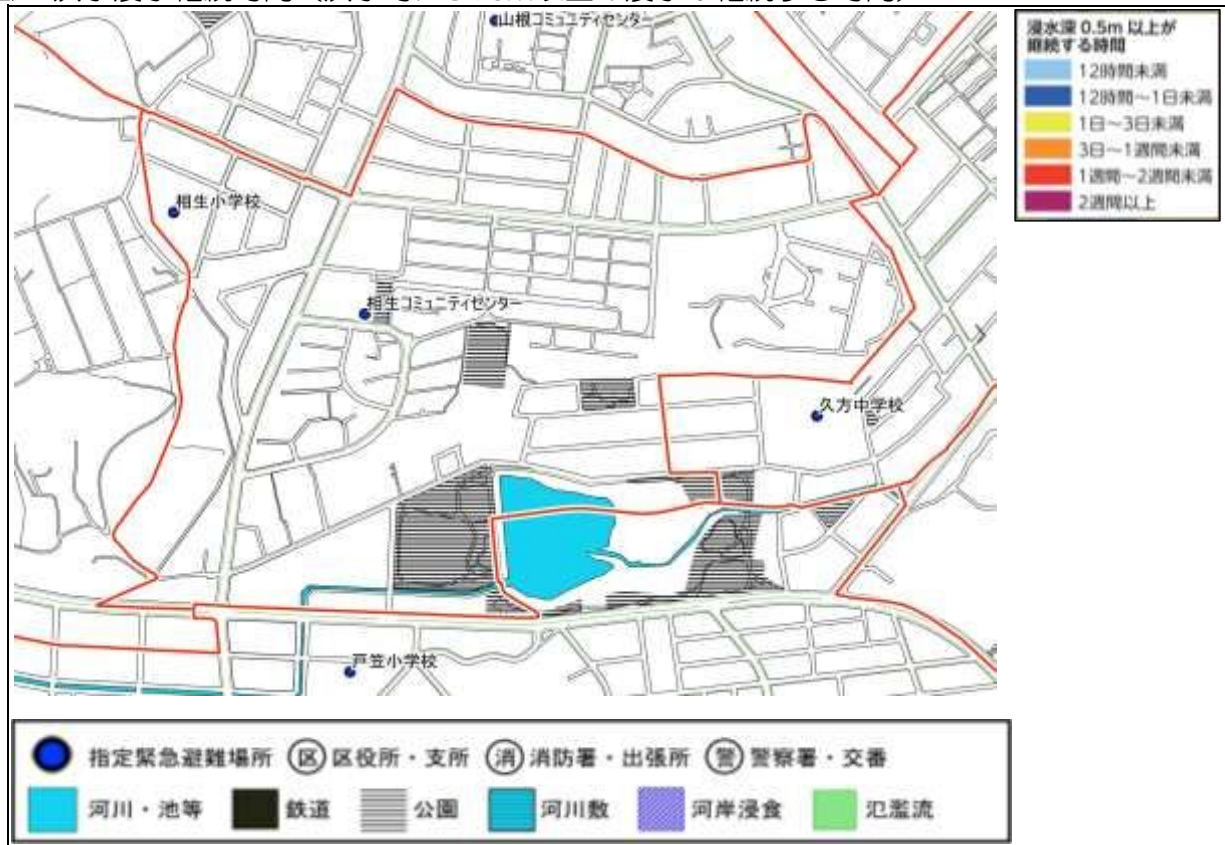 山根コミュニティセンター
相生小学校
相生コミュニティセンター
久方中学校
戸笠小学校
浸水深 0.5m 以上が
継続する時間
12時間未満
12時間～1日未満
1日～3日未満
3日～1週間未満
1週間～2週間未満
2週間以上
指定緊急避難場所 区 区役所・支所 消 消防署・出張所 警 警察署・交番
河川・池等 鉄道 公園 河川敷 河岸浸食 氾濫流